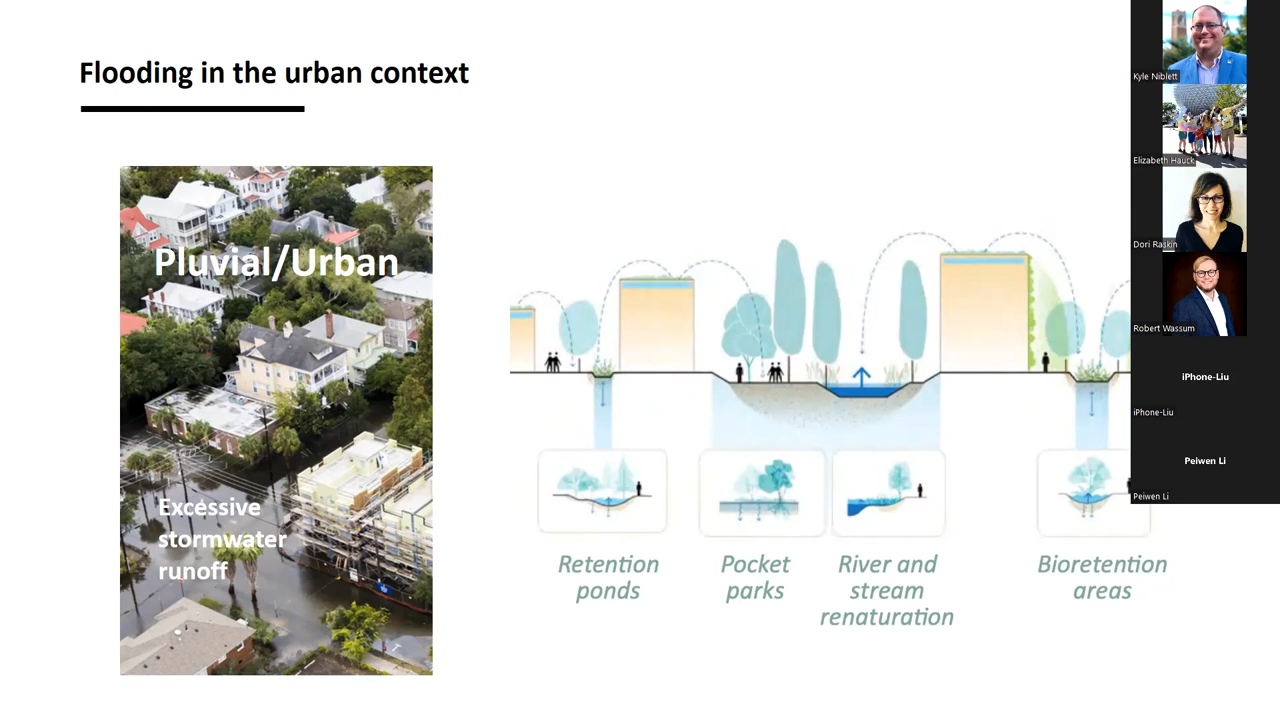 Flooding in the urban context
Pluvial/Urban
Excessive
stormwater
runoff
Retention
ponds
Pocket
parks
River and
stream
renaturation
Bioretention
areas
Kyle Niblett
Elizabeth Hauck
Dori Raskin
Robert Wassum
iPhone-Liu
iPhone-Liu
Peiwen Li
Peiwen Li